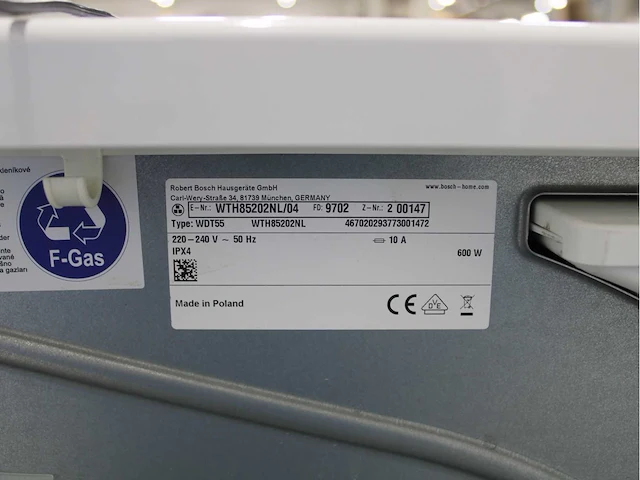 Robert Bosch Hausgeräte GmbH www.bosch-home.com
Carl-Wery-Straße 34, 81739 München, GERMANY
E-Nr.: WTH85202NL/04 FD: 9702 Z-Nr.: 2 00147
Type: WDT55 WTH85202NL 467020293773001472
220-240 V ~ 50 Hz 10 A
IPX4 600 W
Made in Poland
CE DVE
F-Gas